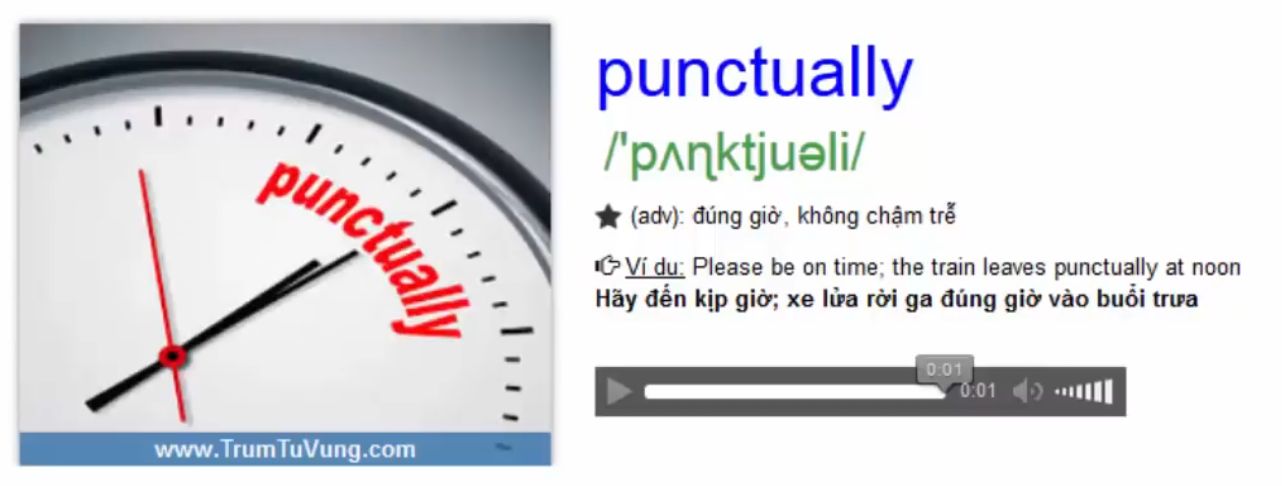 punctually
www.TrumTuVung.com
punctually
/'pʌɳktjuəli/
(adv): đúng giờ, không chậm trễ
Ví dụ: Please be on time; the train leaves punctually at noon
Hãy đến kịp giờ; xe lửa rời ga đúng giờ vào buổi trưa
0:01
0:01